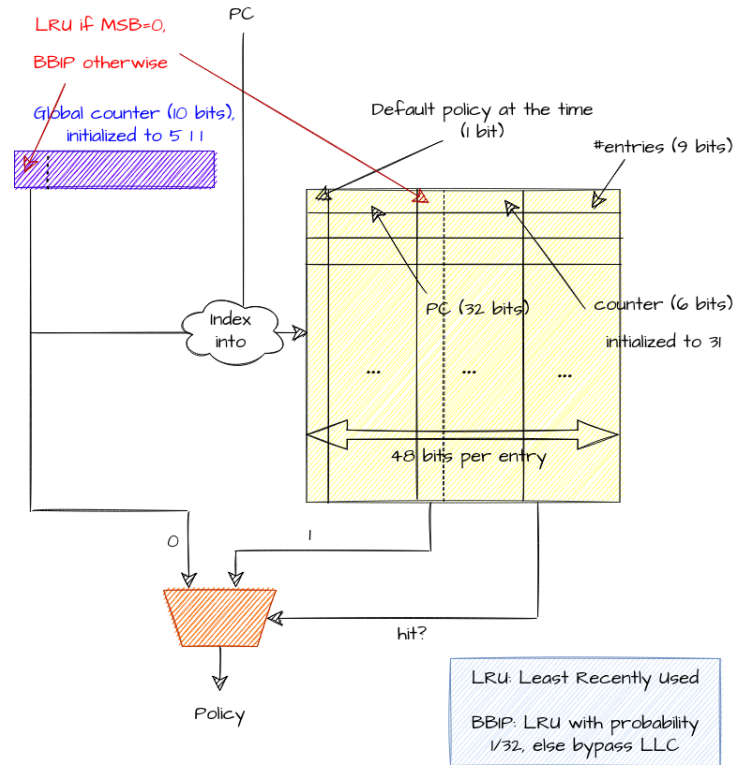 PC
LRU if MSB=0,
BBIP otherwise
Global counter (10 bits),
initialized to 511
Default policy at the time
(1 bit)
#entries (9 bits)
Index
into
PC (32 bits)
counter (6 bits)
initialized to 31
... ... ...
48 bits per entry
0
1
hit?
Policy
LRU: Least Recently Used
BBIP: LRU with probability
1/32, else bypass LLC